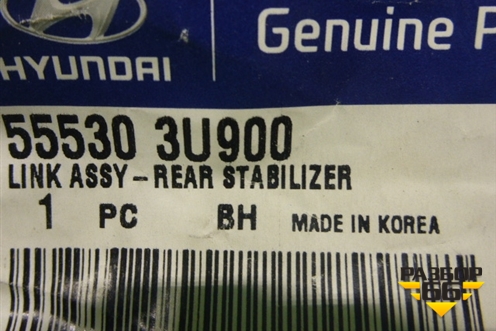 HYUNDAI
Genuine P
55530 3U900
LINK ASSY-REAR STABILIZER
1 PC BH MADE IN KOREA
РАЗБОР
66